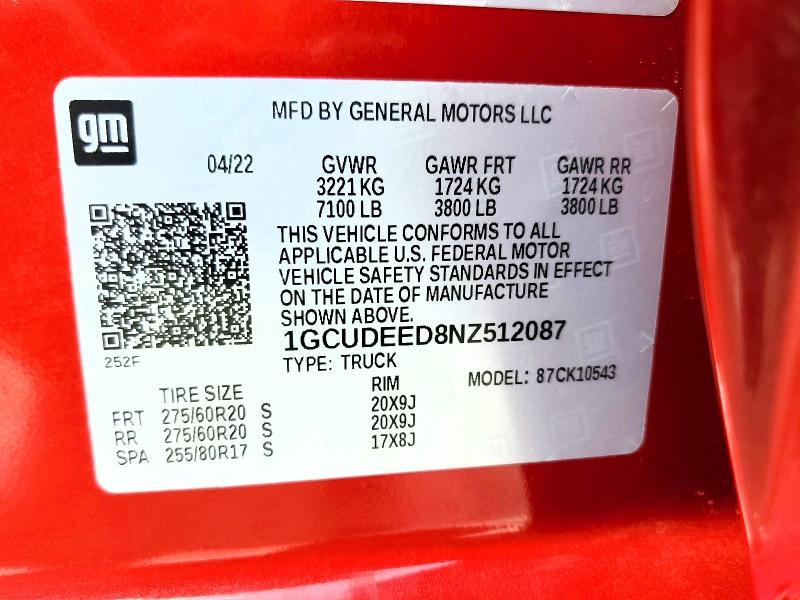 gm
MFD BY GENERAL MOTORS LLC
04/22 GVWR GAWR FRT GAWR RR
3221 KG 1724 KG 1724 KG
7100 LB 3800 LB 3800 LB
THIS VEHICLE CONFORMS TO ALL
APPLICABLE U.S. FEDERAL MOTOR
VEHICLE SAFETY STANDARDS IN EFFECT
ON THE DATE OF MANUFACTURE
SHOWN ABOVE.
1GCUDEED8NZ512087
252F
TYPE: TRUCK
MODEL: 87CK10543
TIRE SIZE RIM
FRT 275/60R20 S 20X9J
RR 275/60R20 S 20X9J
SPA 255/80R17 S 17X8J